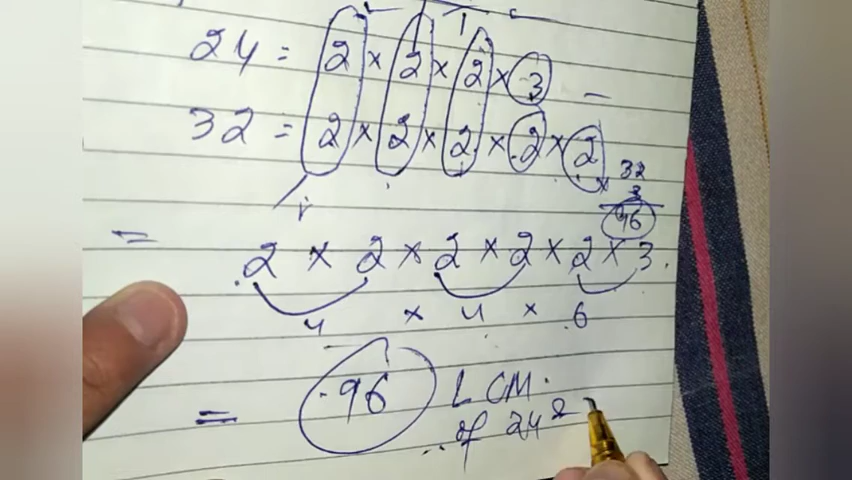 24 = 2 × 2 × 2 × 3
32 = 2 × 2 × 2 × 2 × 2
32
× 3
96
= 2 × 2 × 2 × 2 × 2 × 3.
4 × 4 × 6
= 96 LCM.
of 24 &